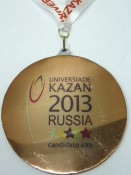 UNIVERSIADE
KAZAN
2013
RUSSIA
candidate city